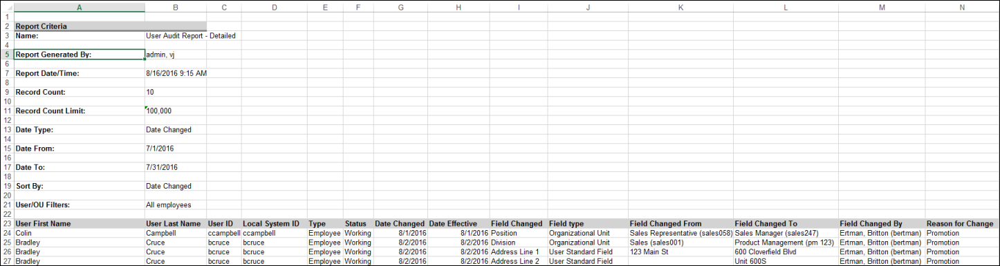 A B C D E F G H I J K L M N
1
2 Report Criteria
3 Name: User Audit Report - Detailed
4
5 Report Generated By: admin, vj
6
7 Report Date/Time: 8/16/2016 9:15 AM
8
9 Record Count: 10
10
11 Record Count Limit: 100,000
12
13 Date Type: Date Changed
14
15 Date From: 7/1/2016
16
17 Date To: 7/31/2016
18
19 Sort By: Date Changed
20
21 User/OU Filters: All employees
22
23 User First Name User Last Name User ID Local System ID Type Status Date Changed Date Effective Field Changed Field type Field Changed From Field Changed To Field Changed By Reason for Change
24 Colin Campbell ccampbell ccampbell Employee Working 8/1/2016 8/1/2016 Position Organizational Unit Sales Representative (sales058) Sales Manager (sales247) Ertman, Britton (bertman) Promotion
25 Bradley Cruce bcruce bcruce Employee Working 8/2/2016 8/2/2016 Division Organizational Unit Sales (sales001) Product Management (pm 123) Ertman, Britton (bertman) Promotion
26 Bradley Cruce bcruce bcruce Employee Working 8/2/2016 8/2/2016 Address Line 1 User Standard Field 123 Main St 600 Cloverfield Blvd Ertman, Britton (bertman) Promotion
27 Bradley Cruce bcruce bcruce Employee Working 8/2/2016 8/2/2016 Address Line 2 User Standard Field Unit 600S Ertman, Britton (bertman) Promotion